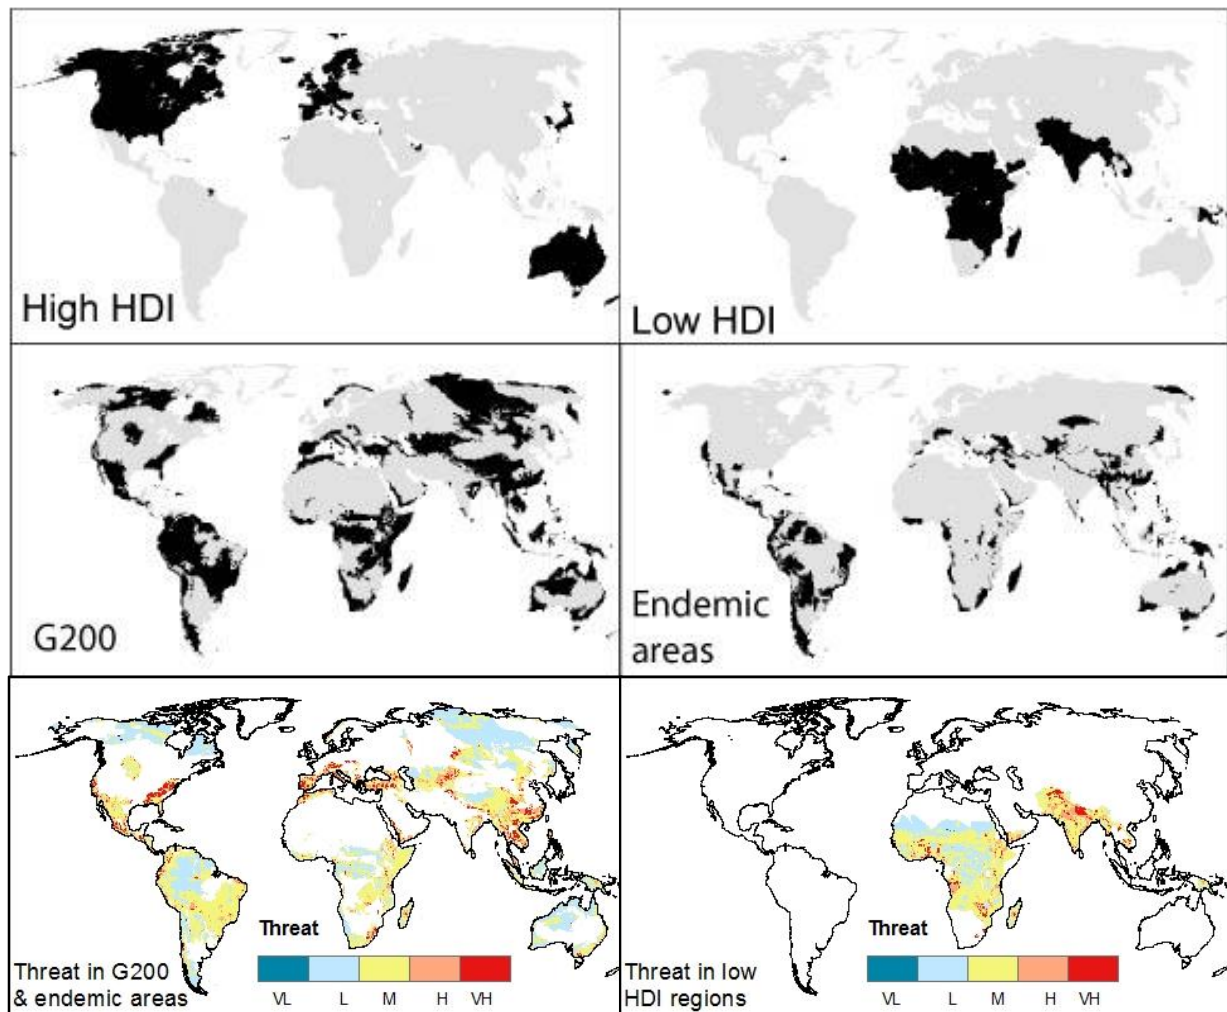 High HDI
Low HDI
G200
Endemic
areas
Threat
Threat in G200
& endemic areas
VL L M H VH
Threat
Threat in low
HDI regions
VL L M H VH